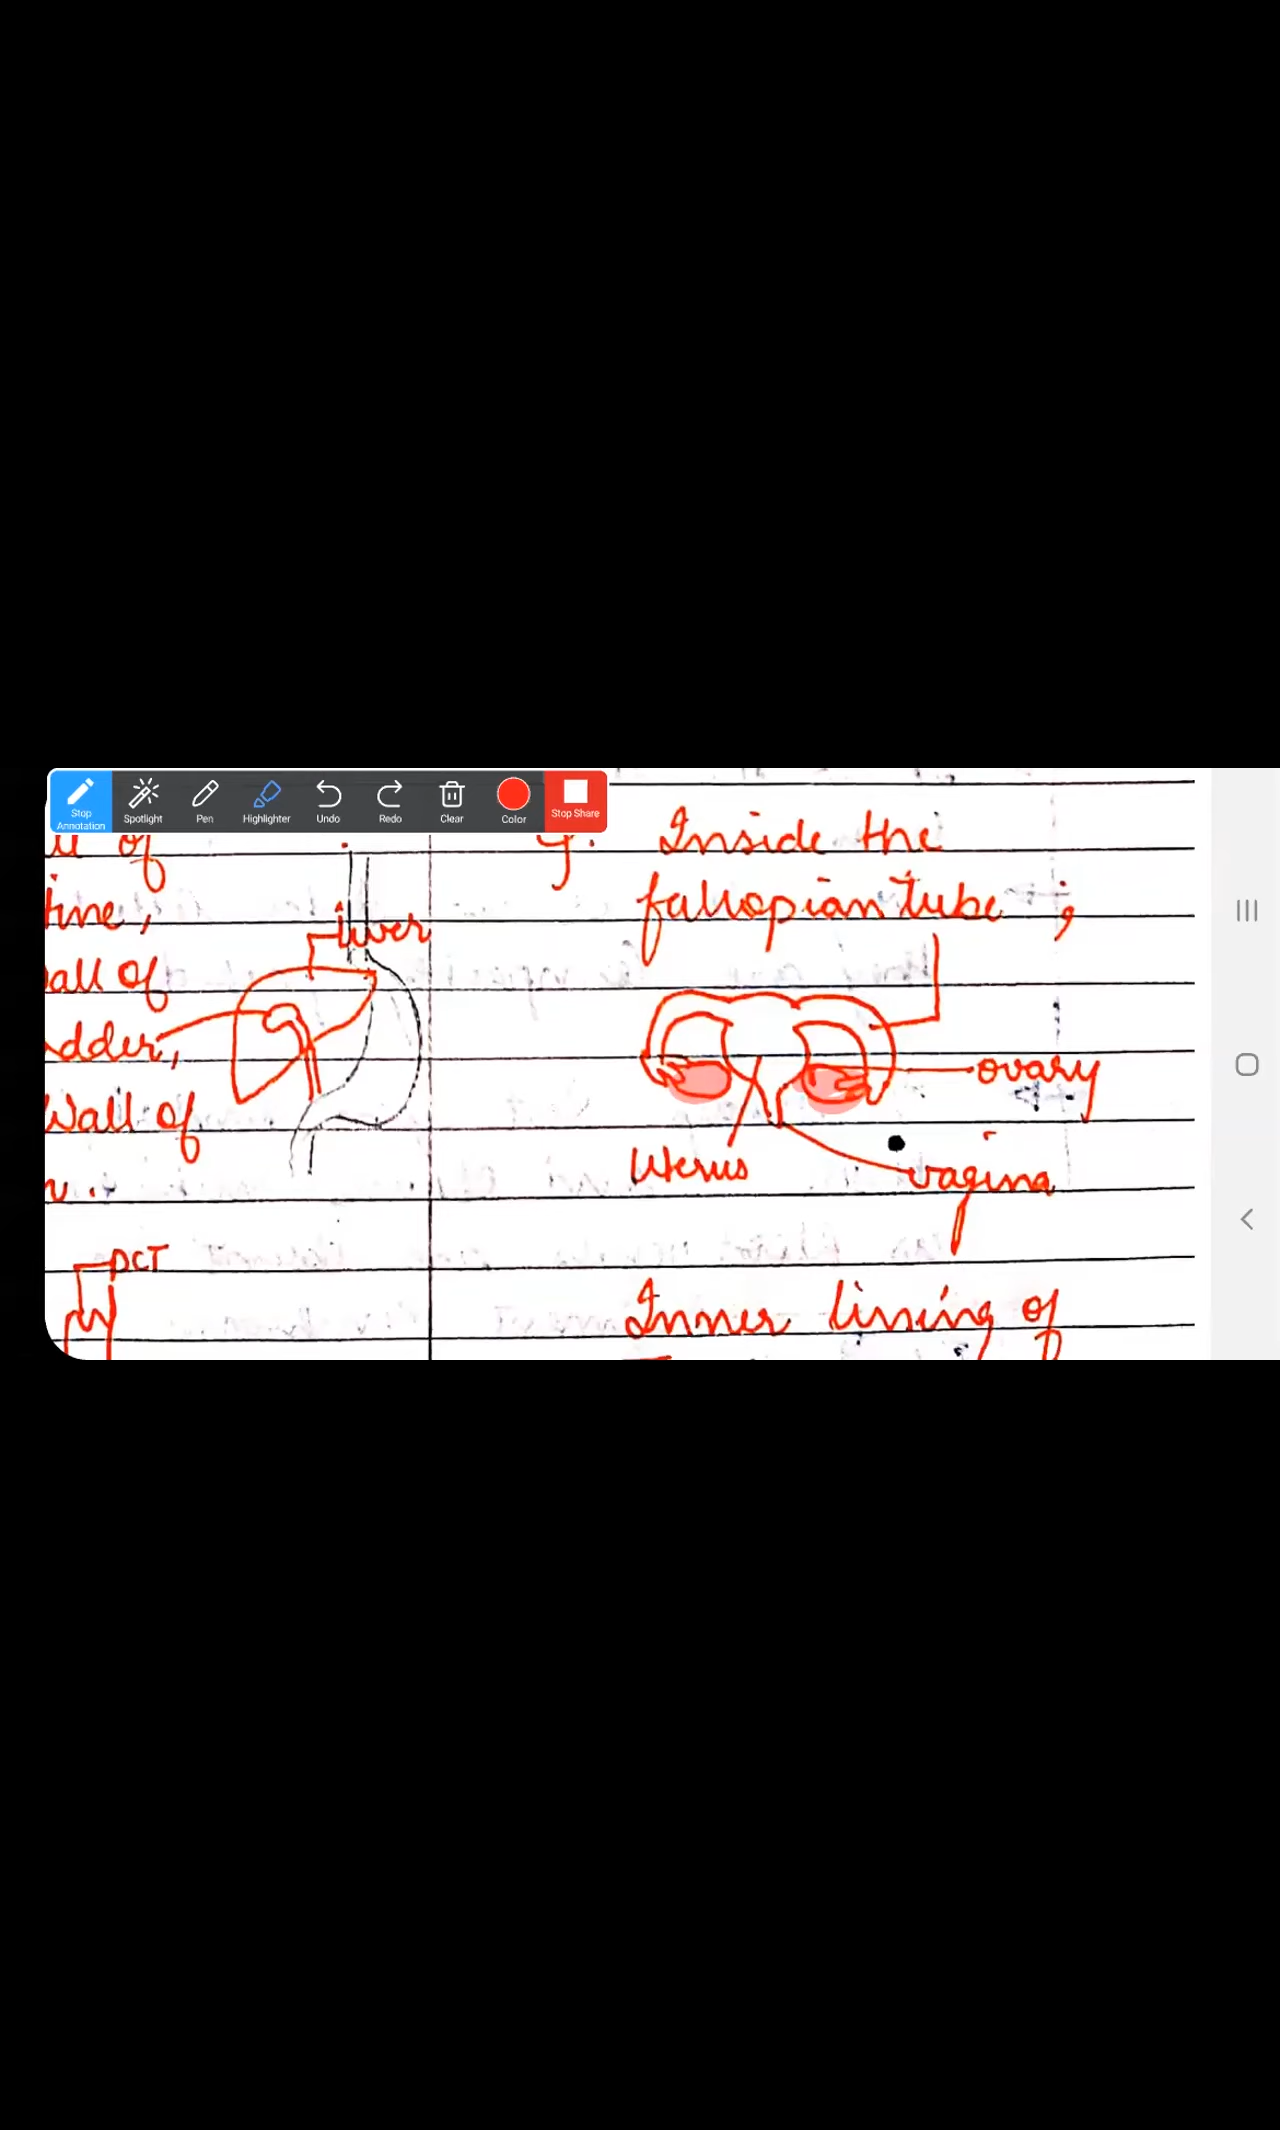 Stop Annotation
Spotlight
Pen
Highlighter
Undo
Redo
Clear
Color
Stop Share
of
tine,
all of
dder,
Wall of
liver
PCT
Inside the
fallopian tube ;
ovary
Uterus
vagina
Inner lining of